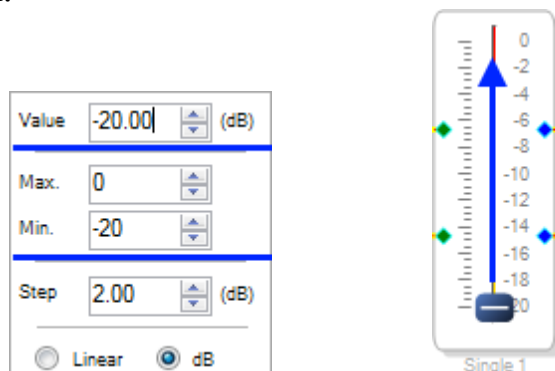 Value -20.00 (dB)
Max. 0
Min. -20
Step 2.00 (dB)
Linear dB
0
-2
-4
-6
-8
-10
-12
-14
-16
-18
20
Single 1